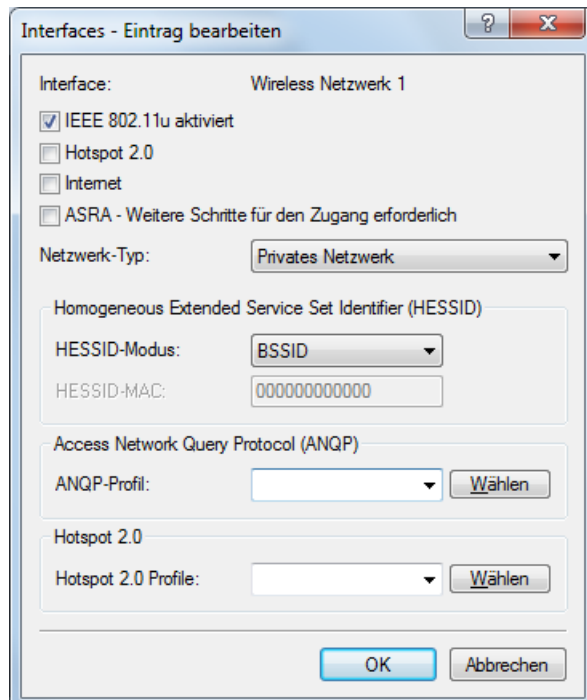 Interfaces - Eintrag bearbeiten
?
Interface: Wireless Netzwerk 1
IEEE 802.11u aktiviert
Hotspot 2.0
Internet
ASRA - Weitere Schritte für den Zugang erforderlich
Netzwerk-Typ: Privates Netzwerk
Homogeneous Extended Service Set Identifier (HESSID)
HESSID-Modus: BSSID
HESSID-MAC: 000000000000
Access Network Query Protocol (ANQP)
ANQP-Profil: Wählen
Hotspot 2.0
Hotspot 2.0 Profile: Wählen
OK Abbrechen